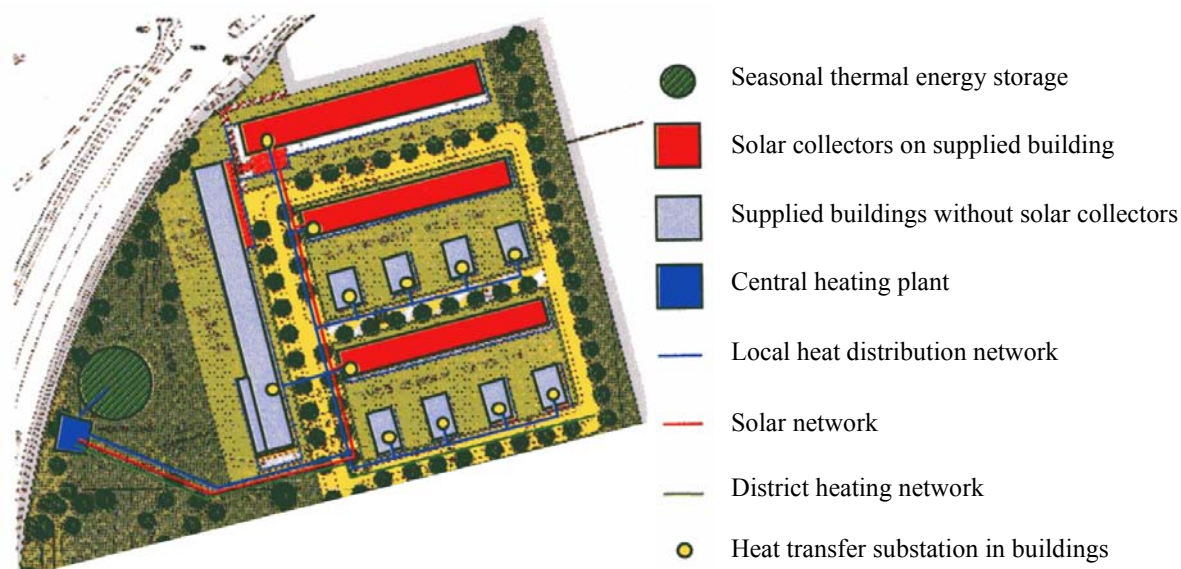 Seasonal thermal energy storage
Solar collectors on supplied building
Supplied buildings without solar collectors
Central heating plant
Local heat distribution network
Solar network
District heating network
Heat transfer substation in buildings